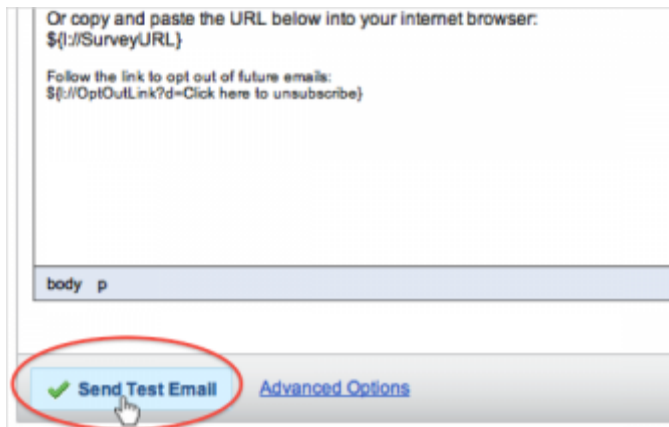 Or copy and paste the URL below into your internet browser:
${l://SurveyURL}
Follow the link to opt out of future emails:
${l://OptOutLink?d=Click here to unsubscribe}
body p
Send Test Email Advanced Options